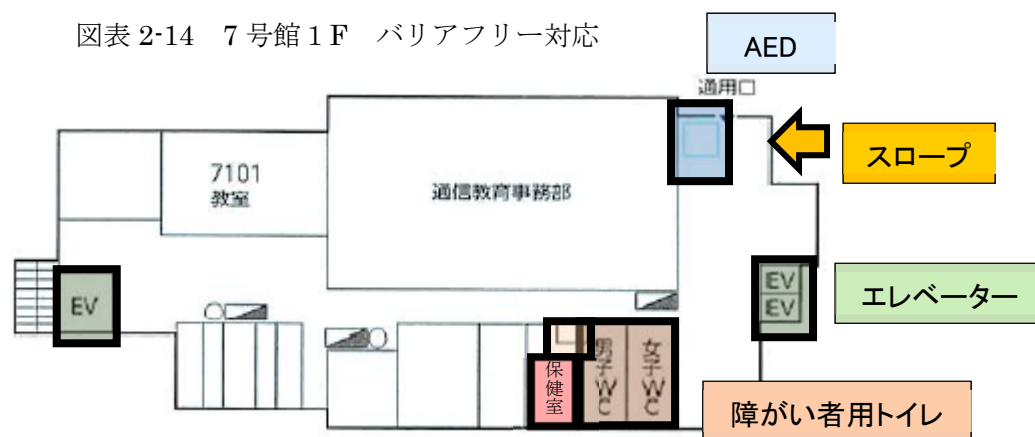 図表 2-14　7 号館１F　バリアフリー対応
AED
通用口
スロープ
7101
教室
通信教育事務部
EV
EV
EV
エレベーター
保健室
男子WC
女子WC
障がい者用トイレ